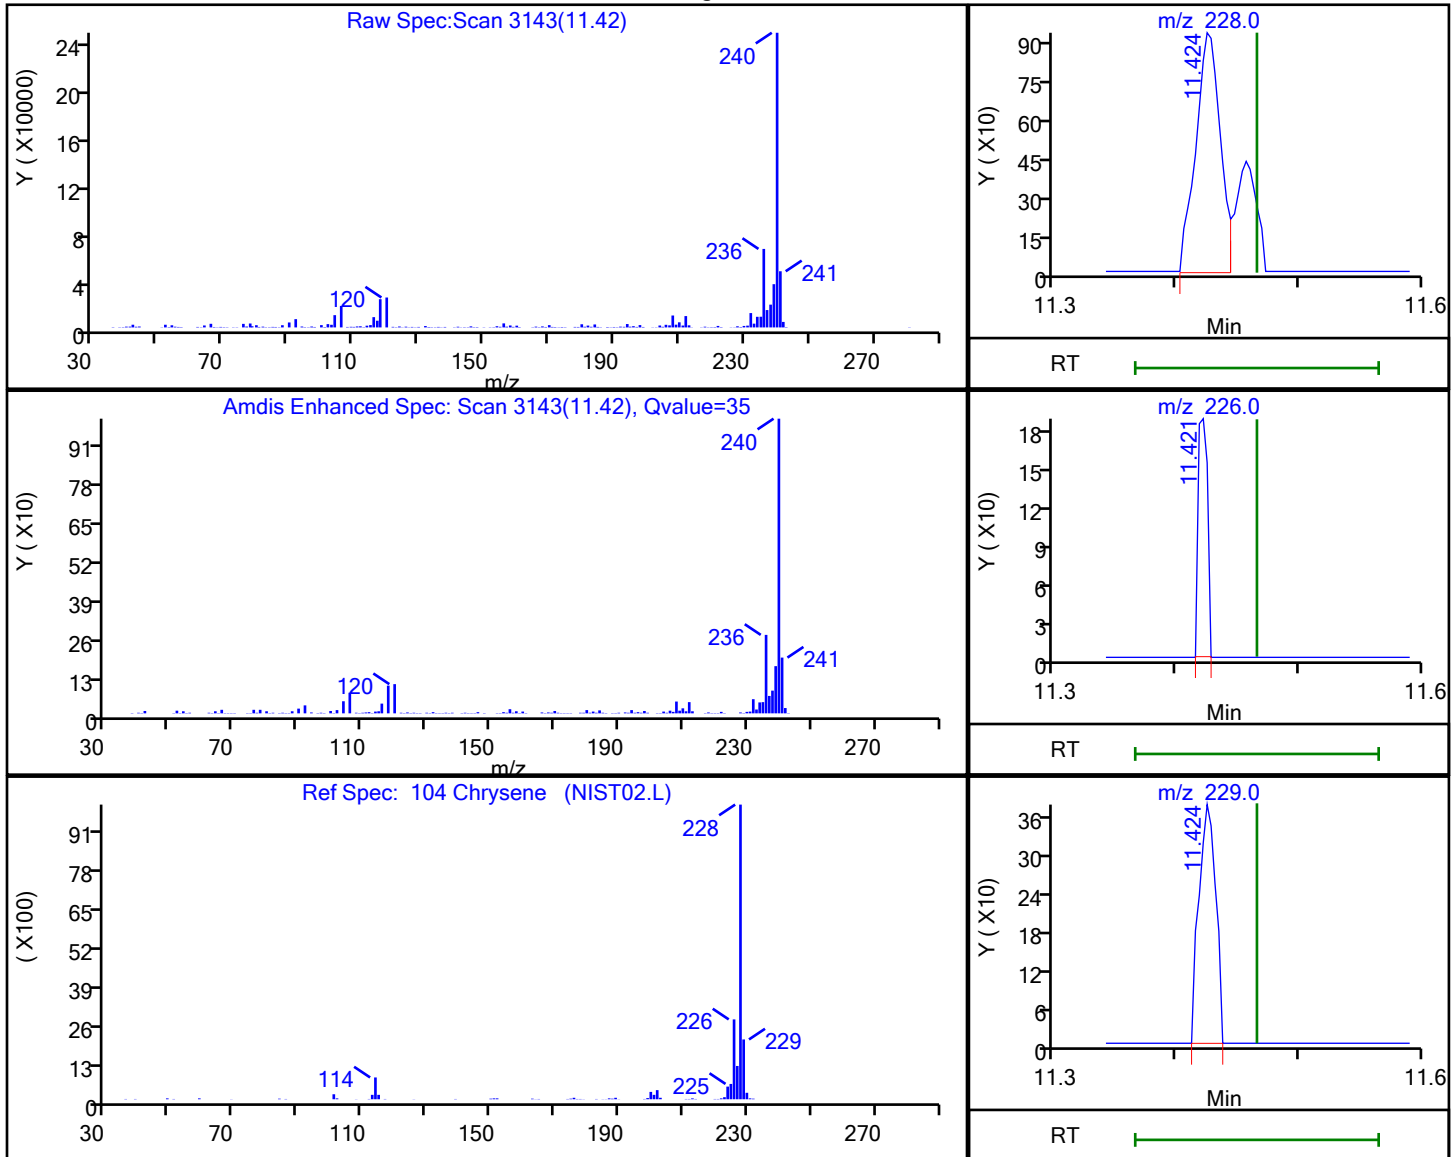 Raw Spec:Scan 3143(11.42)
Y ( X10000)
24
20
16
12
8
4
0
240
236
241
120
30 70 110 150 190 230 270
m/z
m/z 228.0
Y ( X10)
90
75
60
45
30
15
0
11.424
11.3 11.6
Min
RT
Amdis Enhanced Spec: Scan 3143(11.42), Qvalue=35
Y ( X10)
91
78
65
52
39
26
13
0
240
236
241
120
30 70 110 150 190 230 270
m/z
m/z 226.0
Y ( X10)
18
15
12
9
6
3
0
11.421
11.3 11.6
Min
RT
Ref Spec: 104 Chrysene (NIST02.L)
( X100)
91
78
65
52
39
26
13
0
228
226
229
225
114
30 70 110 150 190 230 270
m/z 229.0
Y ( X10)
36
30
24
18
12
6
0
11.424
11.3 11.6
Min
RT